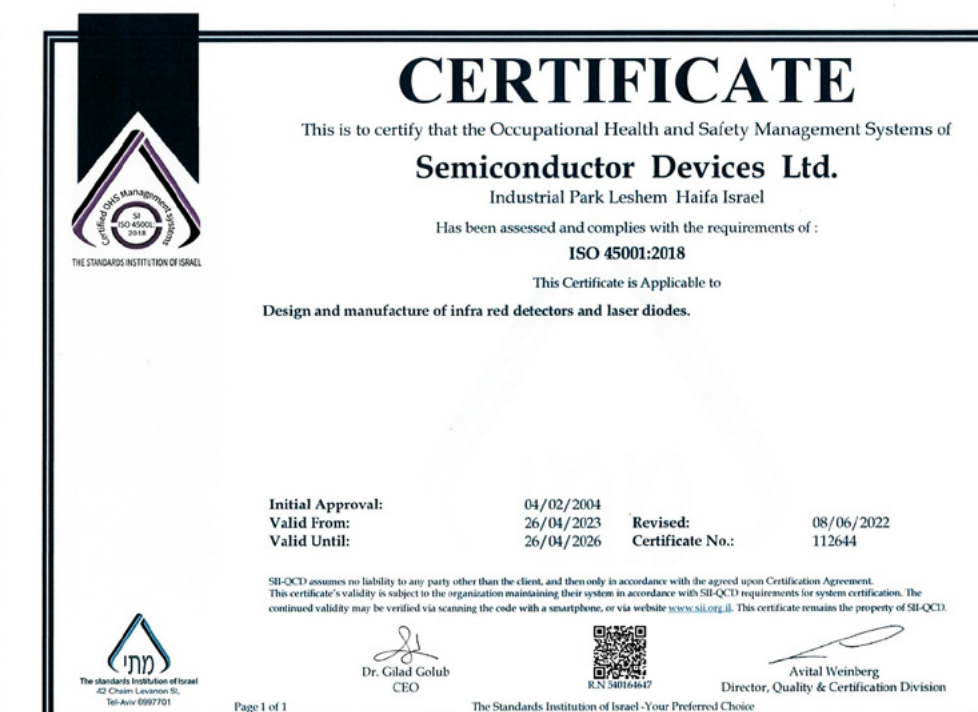 CERTIFICATE
This is to certify that the Occupational Health and Safety Management Systems of
Semiconductor Devices Ltd.
Industrial Park Leshem Haifa Israel
Has been assessed and complies with the requirements of :
ISO 45001:2018
This Certificate is Applicable to
Design and manufacture of infra red detectors and laser diodes.
Certified OHS Management systems
SI
ISO 45001:
2018
THE STANDARDS INSTITUTION OF ISRAEL
Initial Approval: 04/02/2004
Valid From: 26/04/2023 Revised: 08/06/2022
Valid Until: 26/04/2026 Certificate No.: 112644
SII-QCD assumes no liability to any party other than the client, and then only in accordance with the agreed upon Certification Agreement.
This certificate's validity is subject to the organization maintaining their system in accordance with SII-QCD requirements for system certification. The
continued validity may be verified via scanning the code with a smartphone, or via website www.sii.org.il. This certificate remains the property of SII-QCD.
מתי
The standards Institution of Israel
42 Chaim Levanon St,
Tel-Aviv 6997701
Dr. Gilad Golub
CEO
R.N 540164647
Avital Weinberg
Director, Quality & Certification Division
Page 1 of 1
The Standards Institution of Israel -Your Preferred Choice